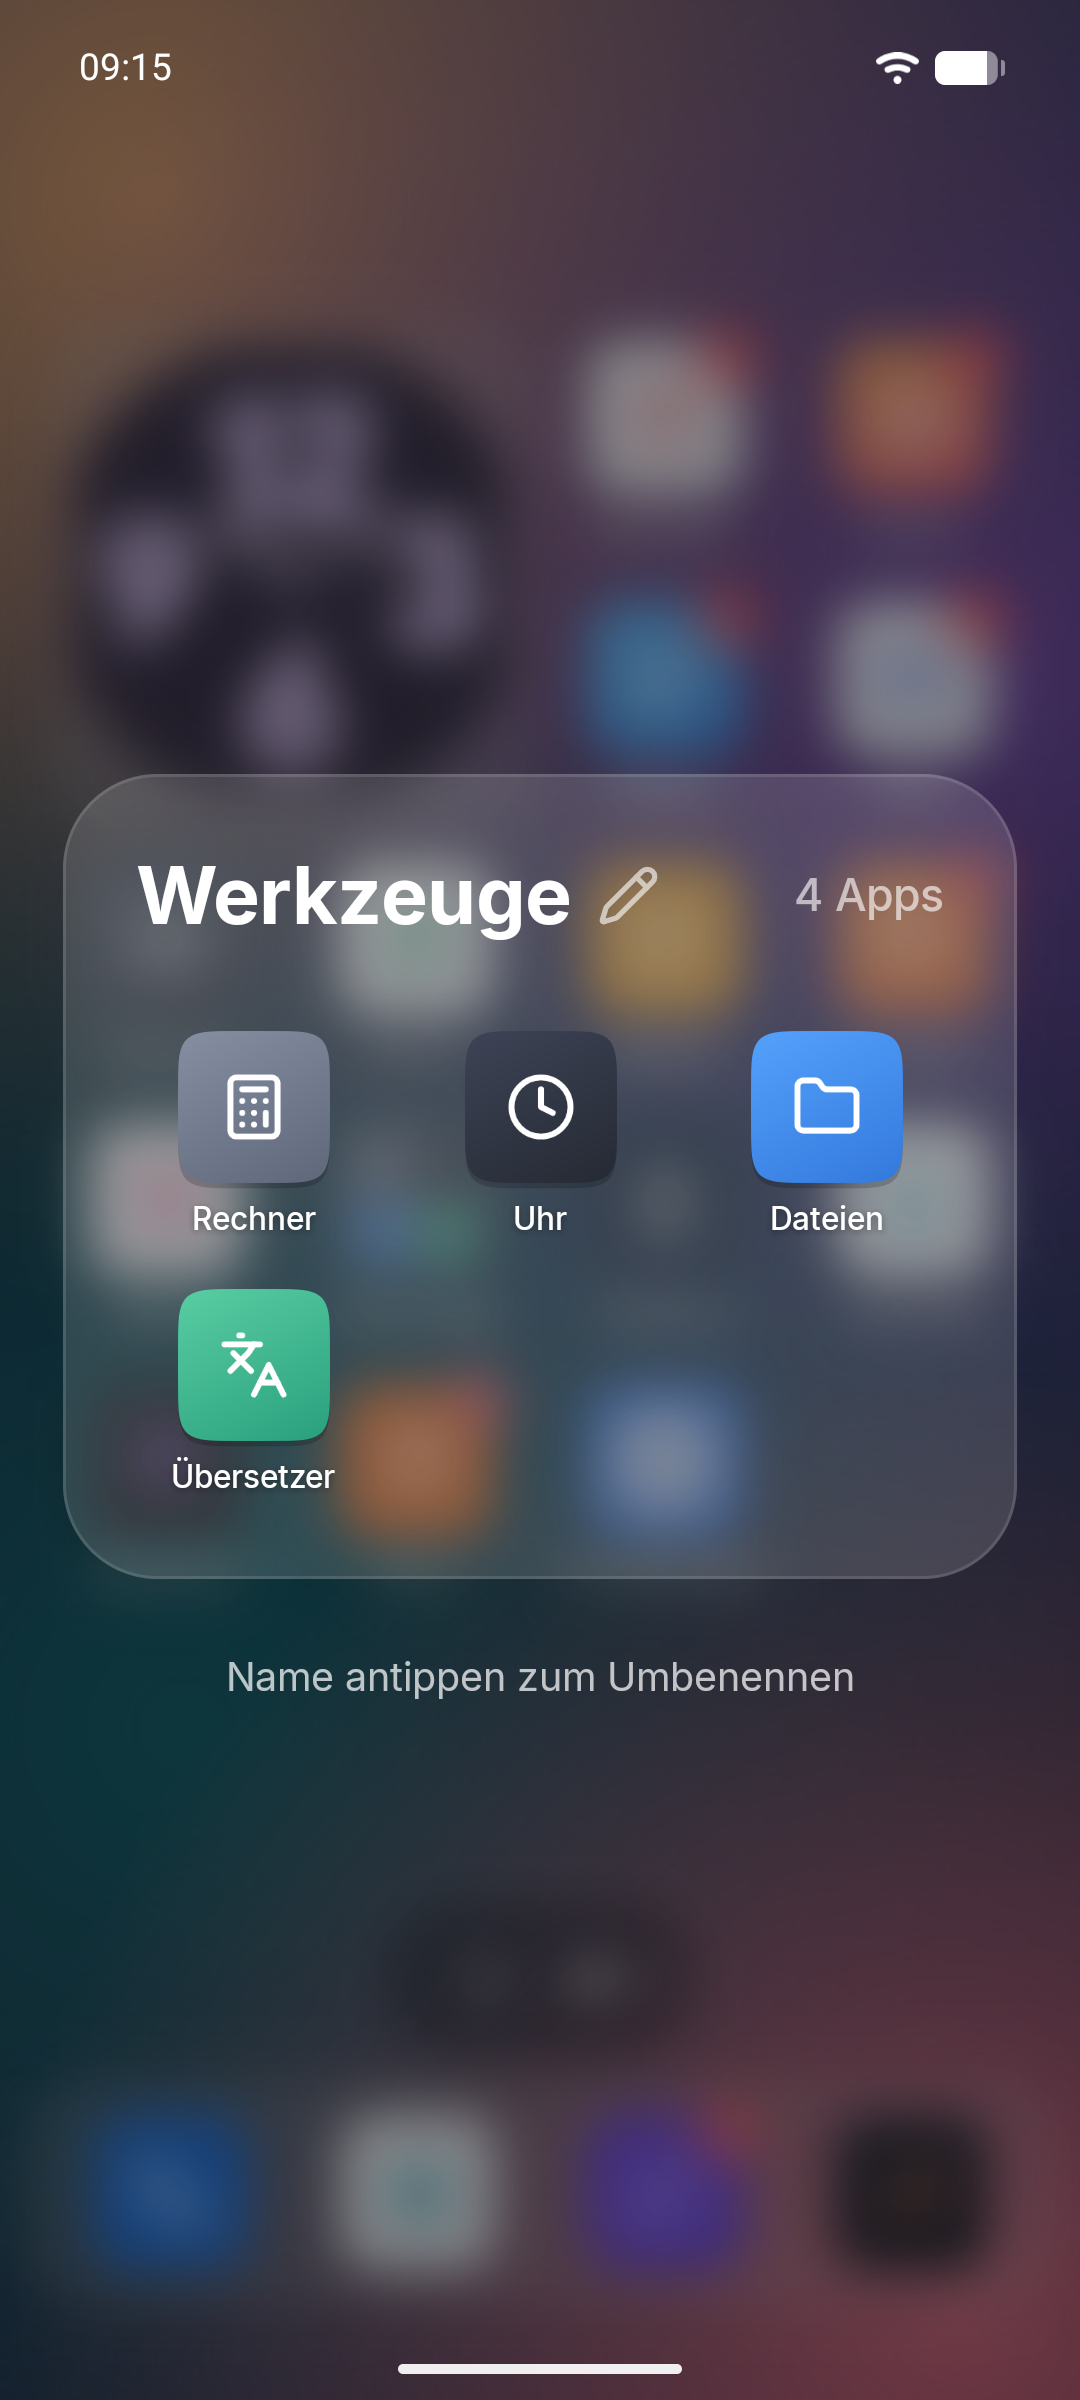 09:15
Werkzeuge
4 Apps
Rechner
Uhr
Dateien
Übersetzer
Name antippen zum Umbenennen